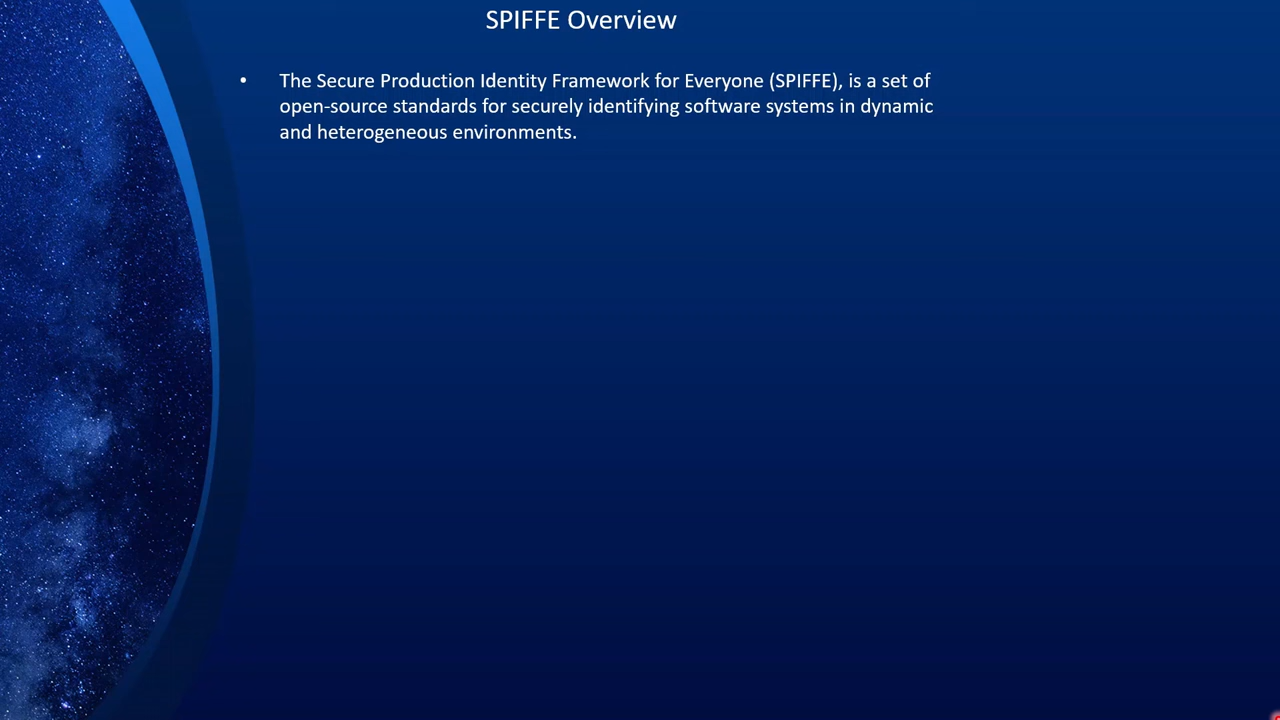 SPIFFE Overview
• The Secure Production Identity Framework for Everyone (SPIFFE), is a set of
open-source standards for securely identifying software systems in dynamic
and heterogeneous environments.